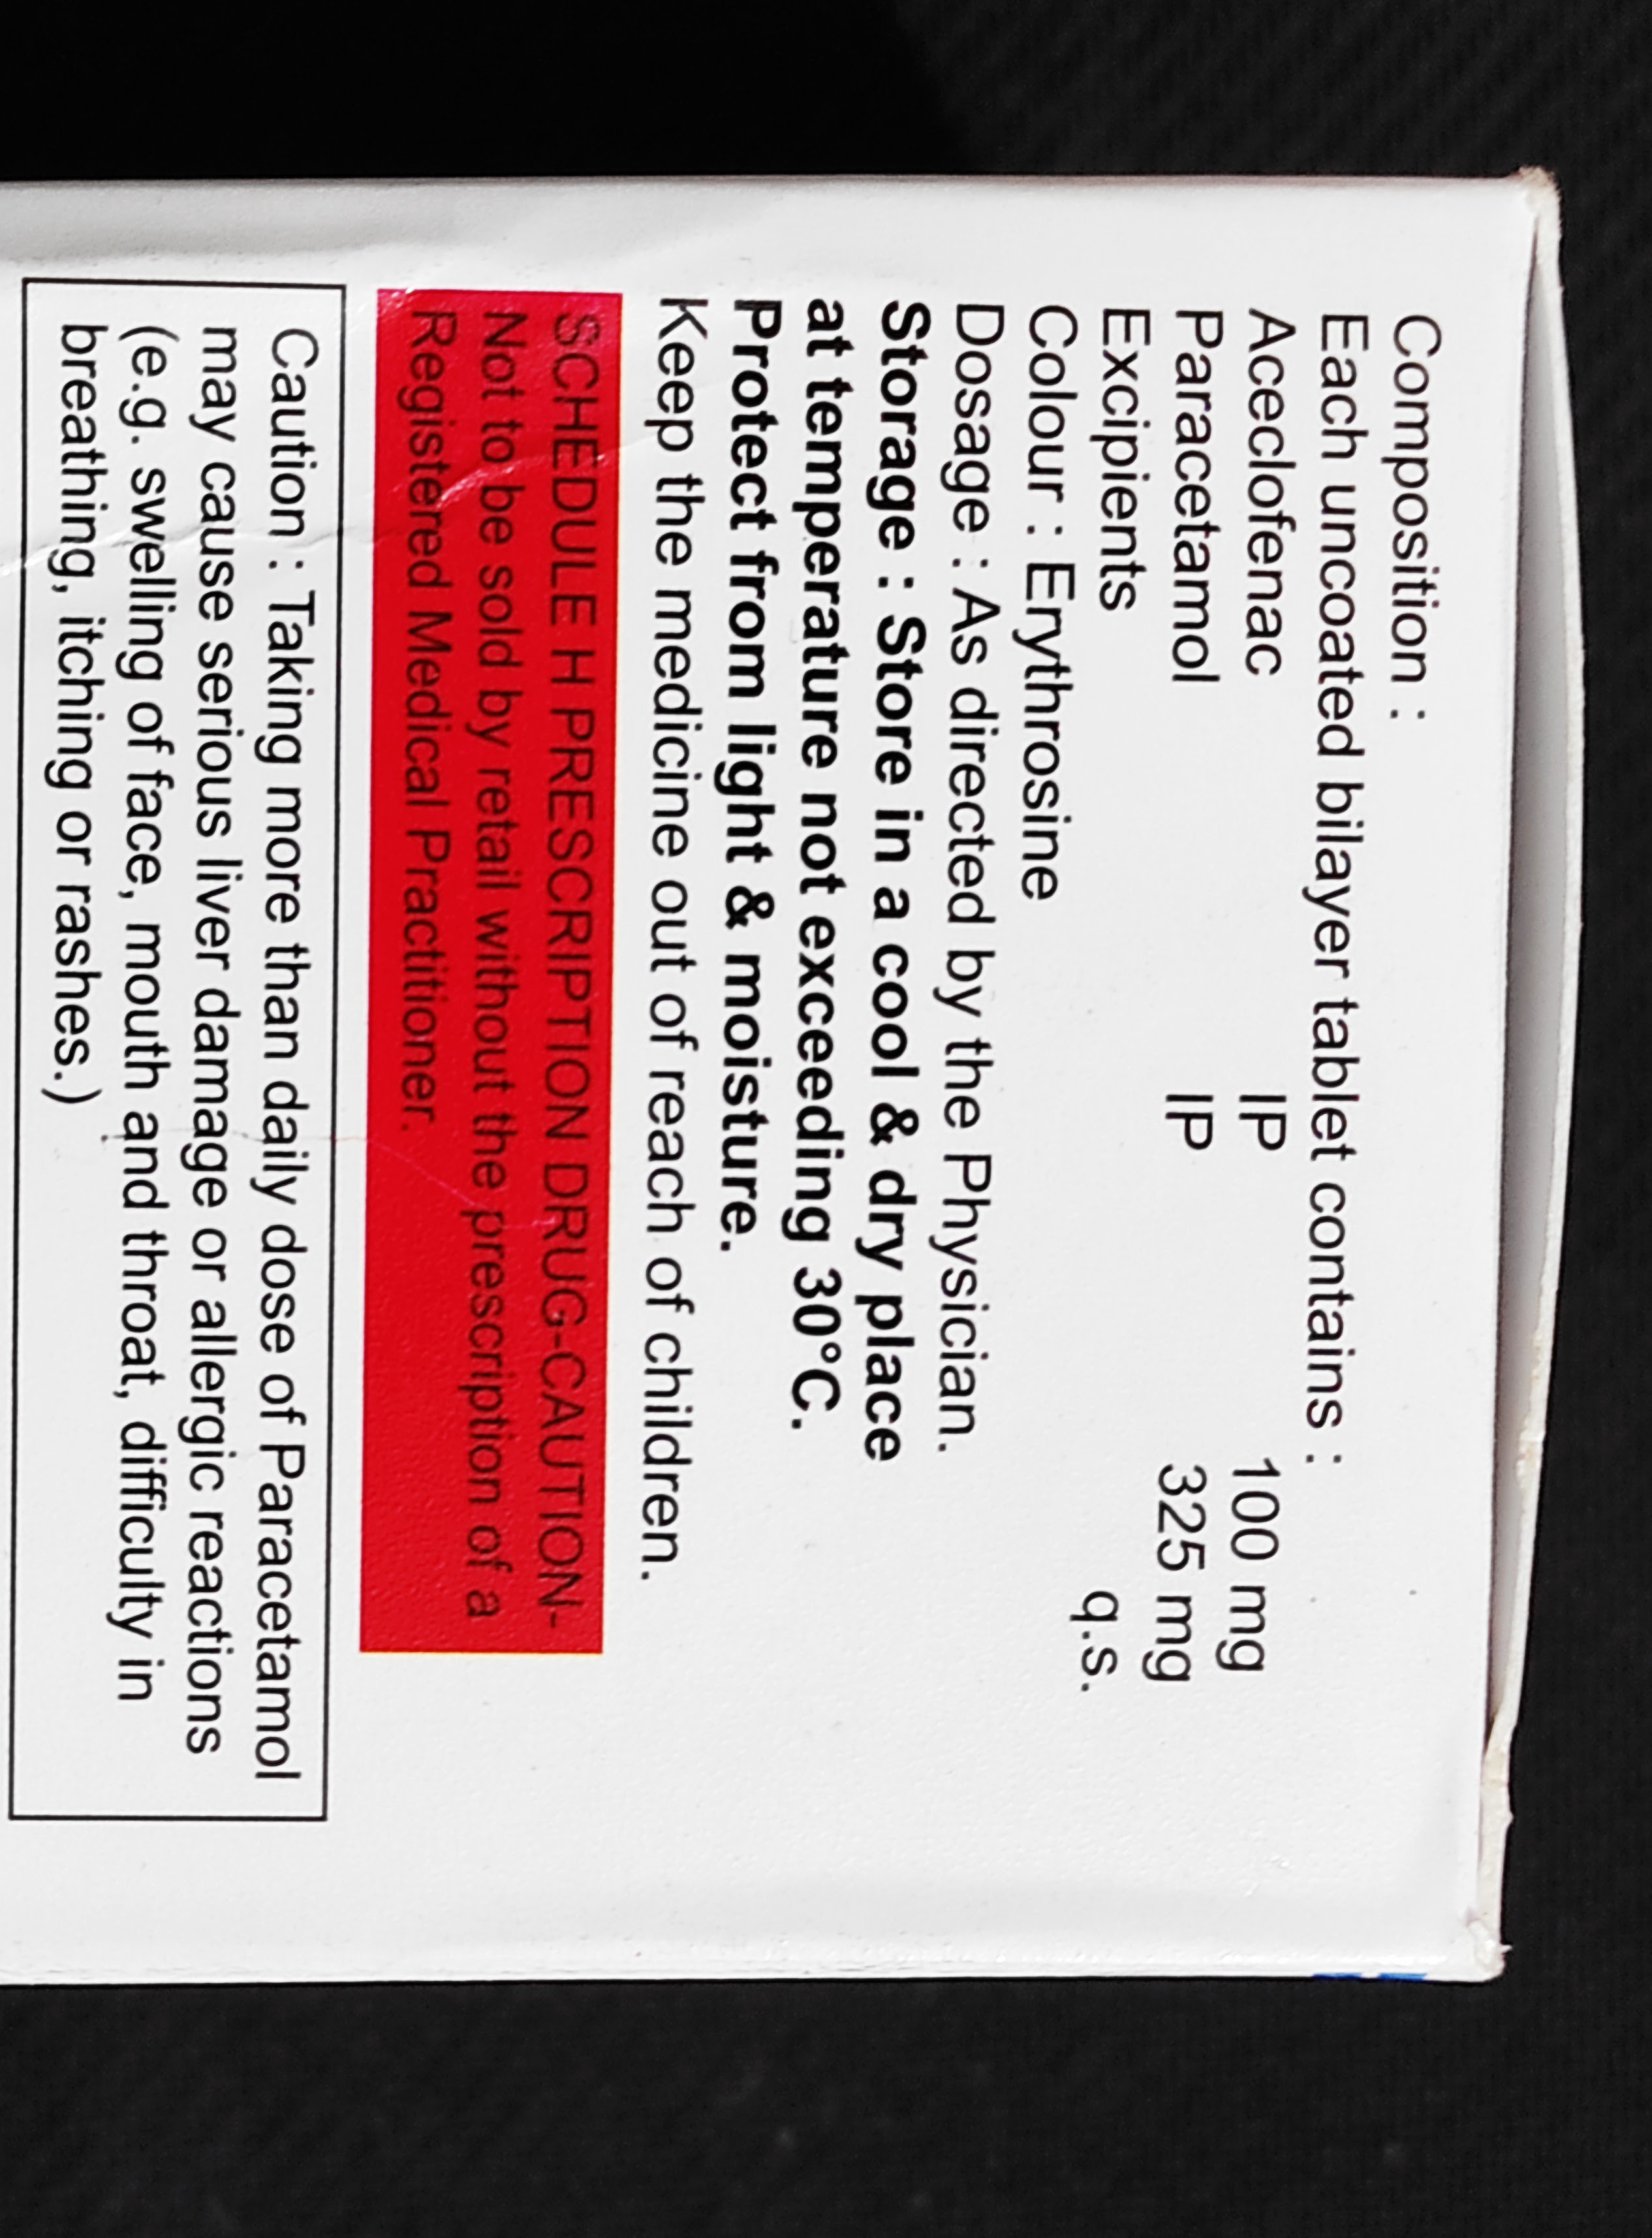 Composition :
Each uncoated bilayer tablet contains :
Aceclofenac IP 100 mg
Paracetamol IP 325 mg
Excipients q.s.
Colour : Erythrosine
Dosage : As directed by the Physician.
Storage : Store in a cool & dry place
at temperature not exceeding 30°C.
Protect from light & moisture.
Keep the medicine out of reach of children.
SCHEDULE H PRESCRIPTION DRUG-CAUTION-
Not to be sold by retail without the prescription of a
Registered Medical Practitioner.
Caution : Taking more than daily dose of Paracetamol
may cause serious liver damage or allergic reactions
(e.g. swelling of face, mouth and throat, difficulty in
breathing, itching or rashes.)